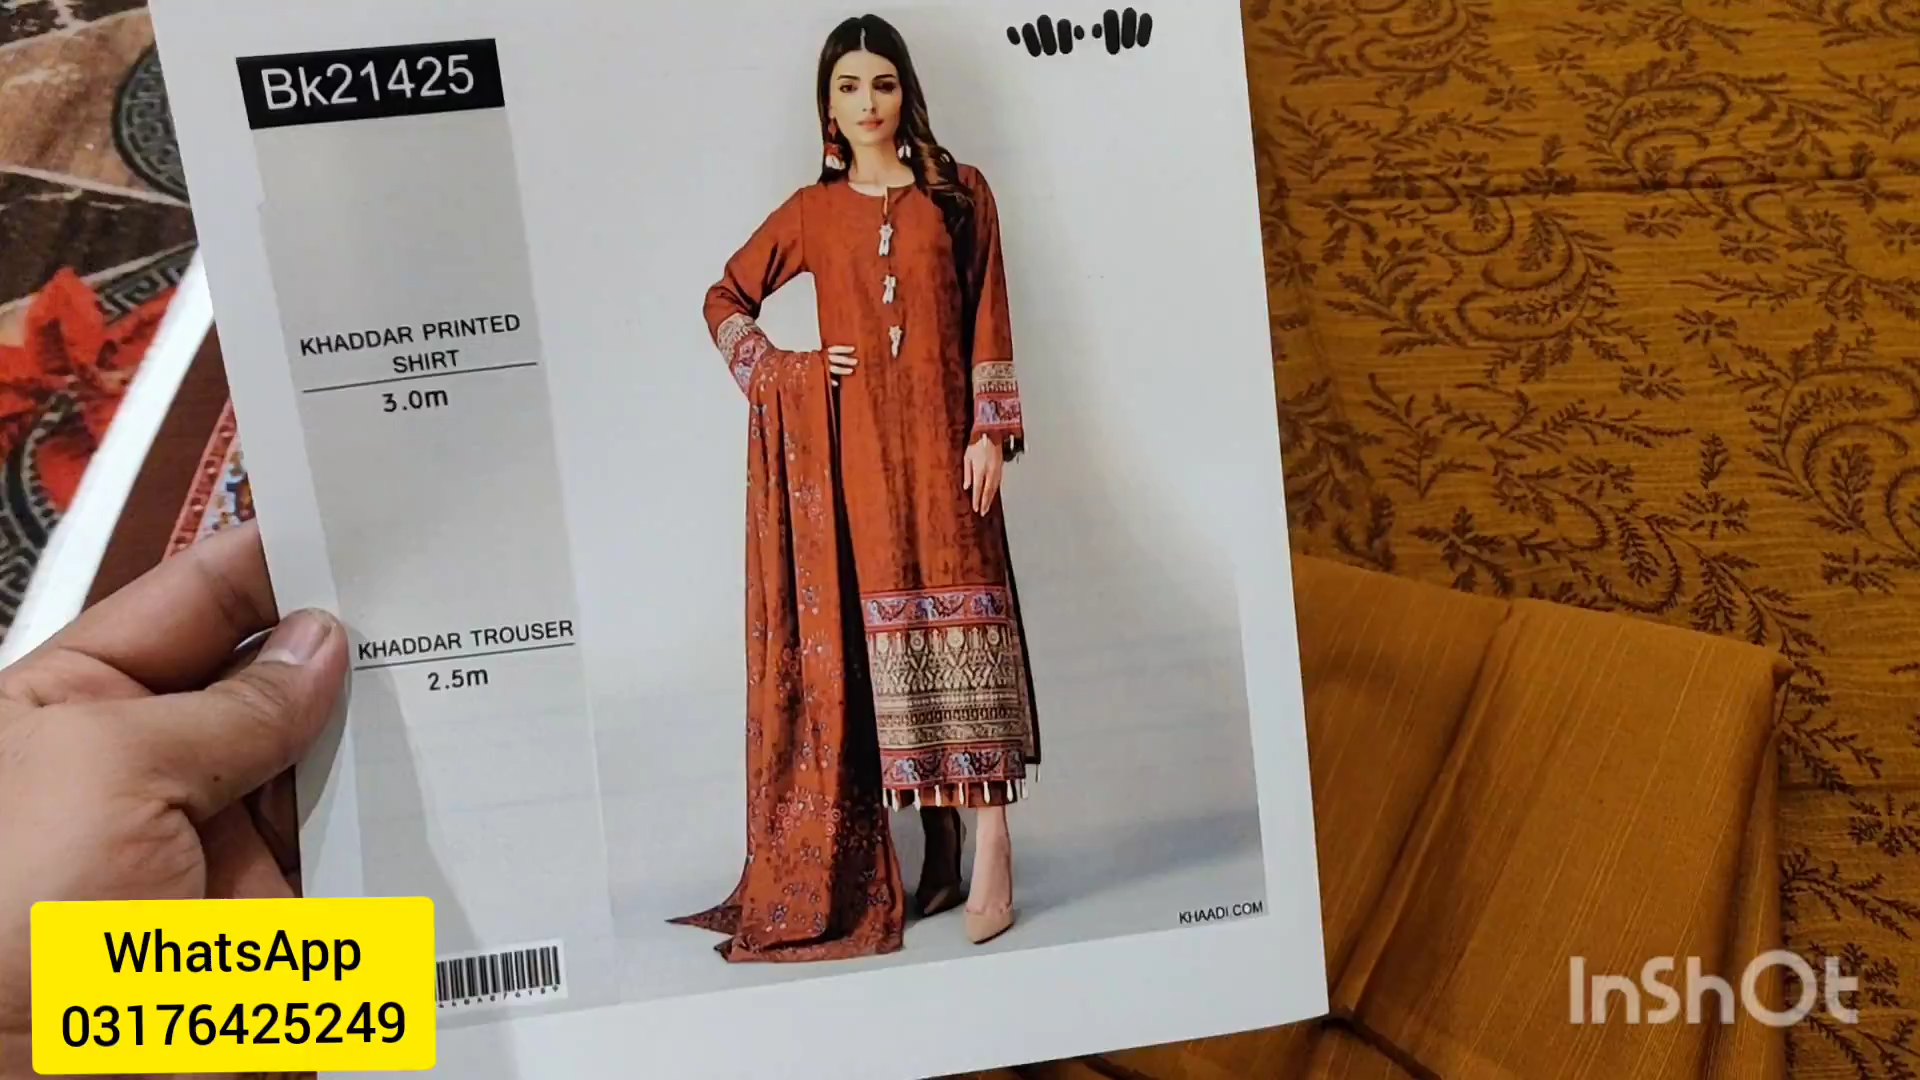 Bk21425
KHADDAR PRINTED
SHIRT
3.0m
KHADDAR TROUSER
2.5m
KHAADI.COM
WhatsApp
03176425249
InShOt